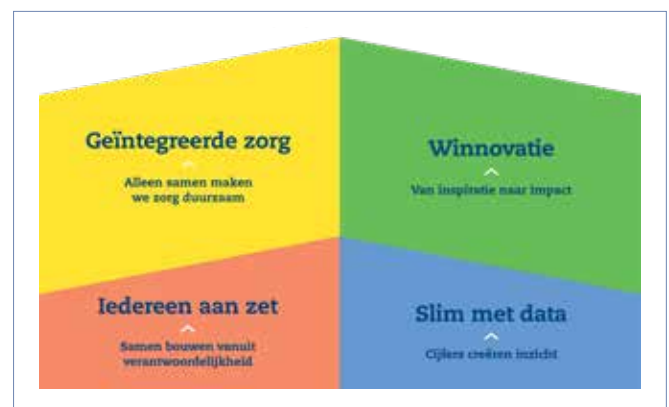 Geïntegreerde zorg
Alleen samen maken
we zorg duurzaam
Winnovatie
Van inspiratie naar impact
Iedereen aan zet
Samen bouwen vanuit
verantwoordelijkheid
Slim met data
Cijfers creëren inzicht